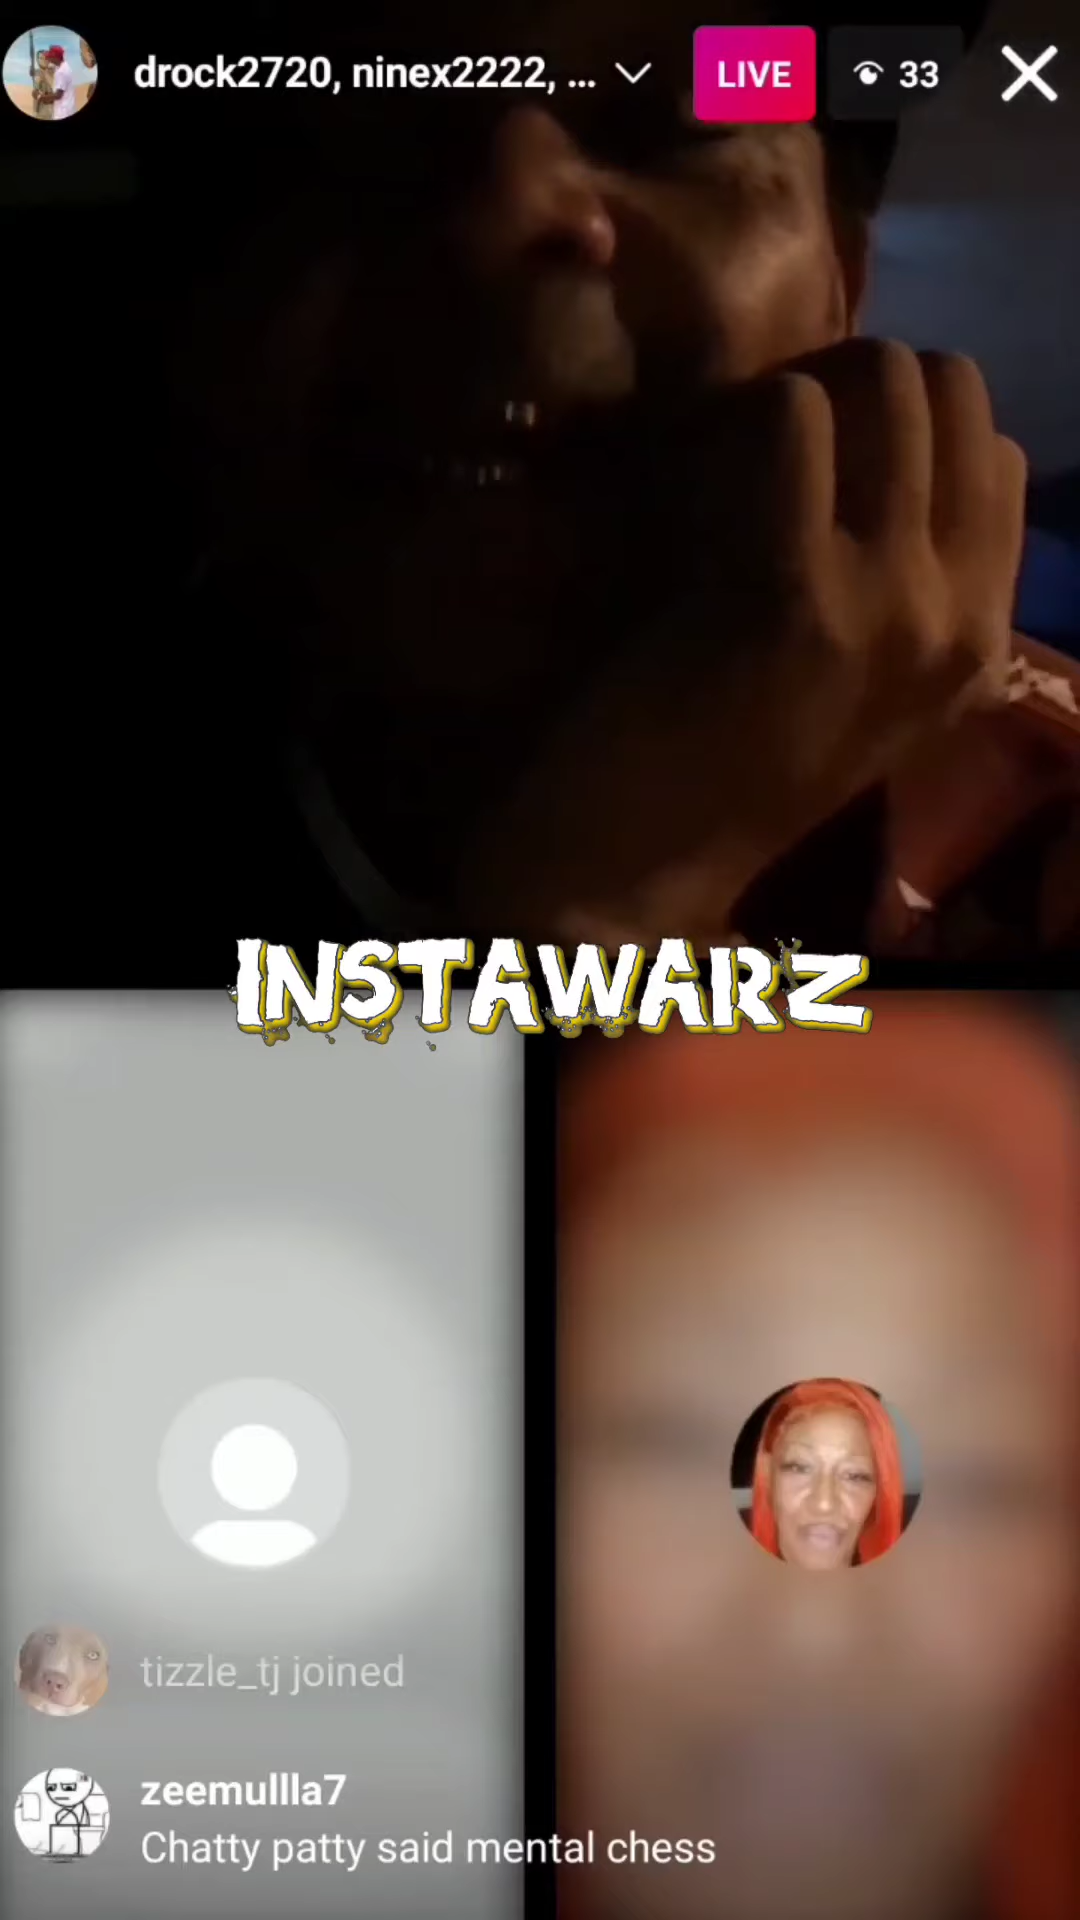 drock2720, ninex2222, ...
LIVE
33
INSTAWARZ
tizzle_tj joined
zeemullla7
Chatty patty said mental chess